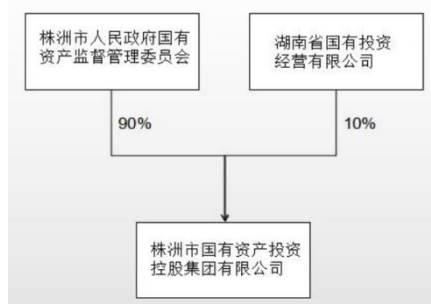 株洲市人民政府国有
资产监督管理委员会
湖南省国有投资
经营有限公司
90%
10%
株洲市国有资产投资
控股集团有限公司